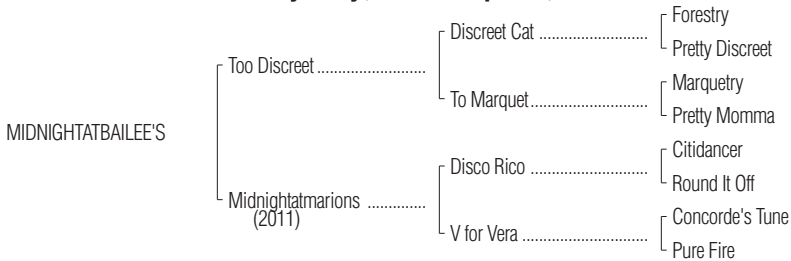 Forestry
Discreet Cat ..........................
Pretty Discreet
Too Discreet ..........................
Marquetry
To Marquet............................
Pretty Momma
MIDNIGHTATBAILEE'S
Citidancer
Disco Rico ............................
Round It Off
Midnightatmarions ..............
(2011)
Concorde's Tune
V for Vera ..............................
Pure Fire